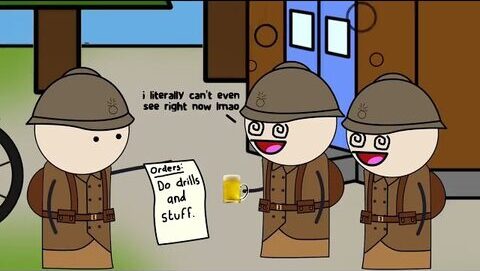 i literally can't even
see right now lmao
Orders:
Do drills
and
stuff.